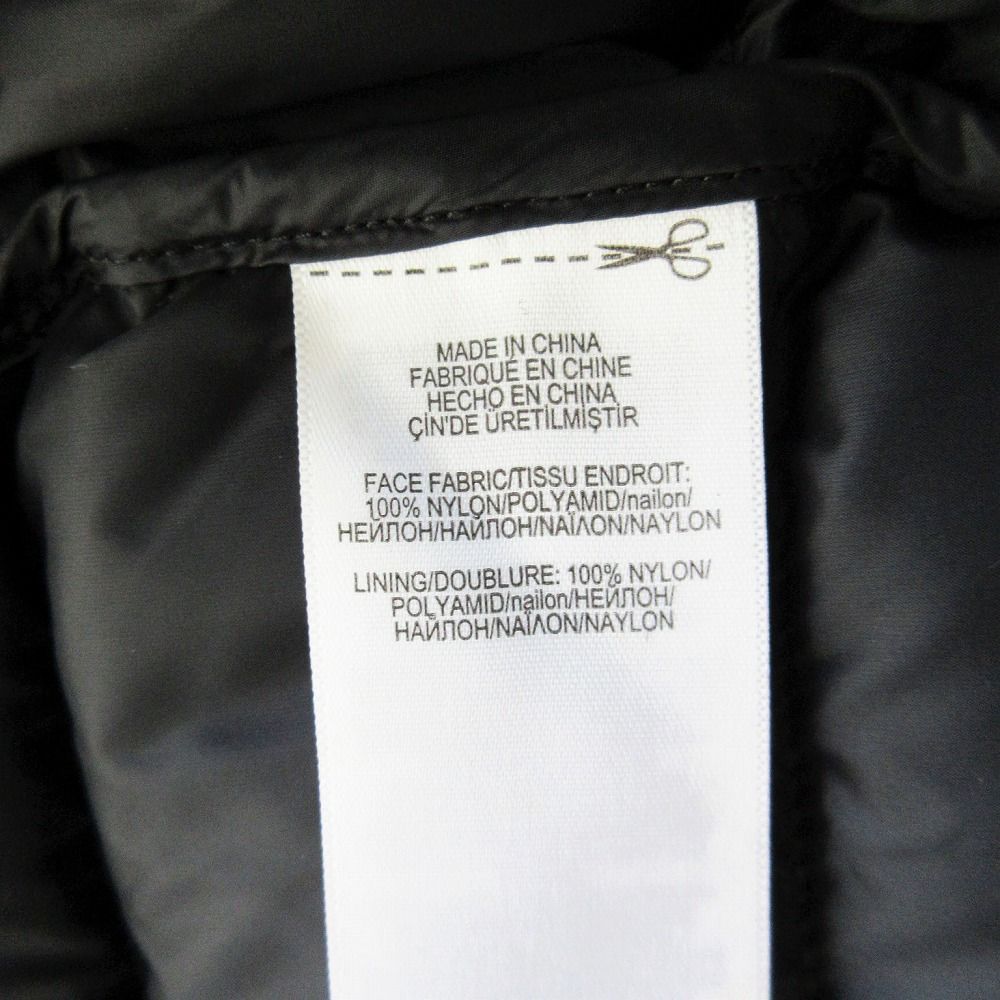 MADE IN CHINA
FABRIQUÉ EN CHINE
HECHO EN CHINA
ÇİN'DE ÜRETİLMİŞTİR
FACE FABRIC/TISSU ENDROIT:
100% NYLON/POLYAMID/nailon/
НЕЙЛОН/НАЙЛОН/ΝΑΪΛΟΝ/NAYLON
LINING/DOUBLURE: 100% NYLON/
POLYAMID/nailon/НЕЙЛОН/
НАЙЛОН/ΝΑΪΛΟΝ/NAYLON